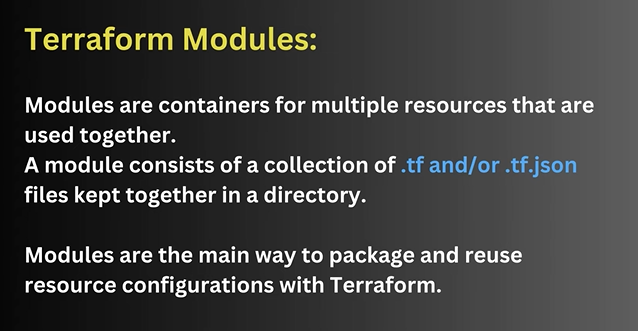 Terraform Modules:
Modules are containers for multiple resources that are
used together.
A module consists of a collection of .tf and/or .tf.json
files kept together in a directory.
Modules are the main way to package and reuse
resource configurations with Terraform.